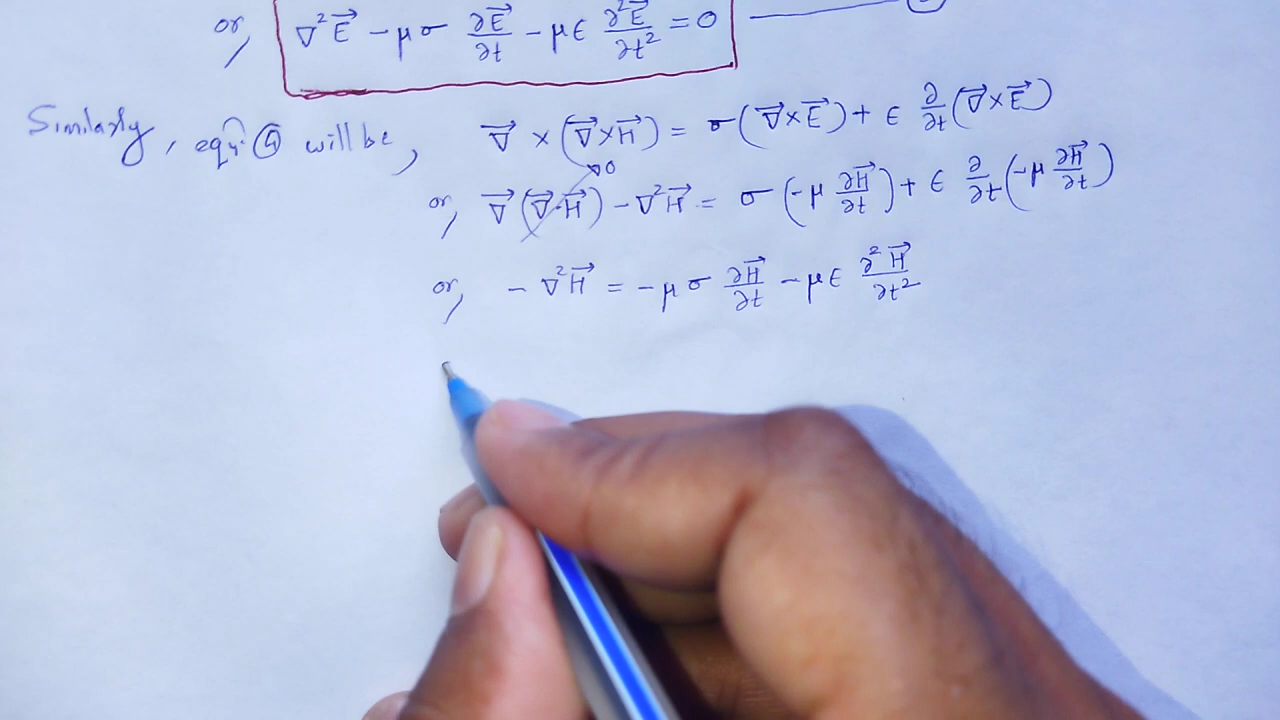 or, ∇²E⃗ − μσ ∂E⃗/∂t − με ∂²E⃗/∂t² = 0
Similarly, eqn. ④ will be, ∇⃗ × (∇⃗×H⃗) = σ(∇⃗×E⃗) + ε ∂/∂t (∇⃗×E⃗)
or, ∇⃗(∇⃗·H⃗) − ∇²H⃗ = σ(−μ ∂H⃗/∂t) + ε ∂/∂t (−μ ∂H⃗/∂t)
→0
or, − ∇²H⃗ = −μσ ∂H⃗/∂t − με ∂²H⃗/∂t²